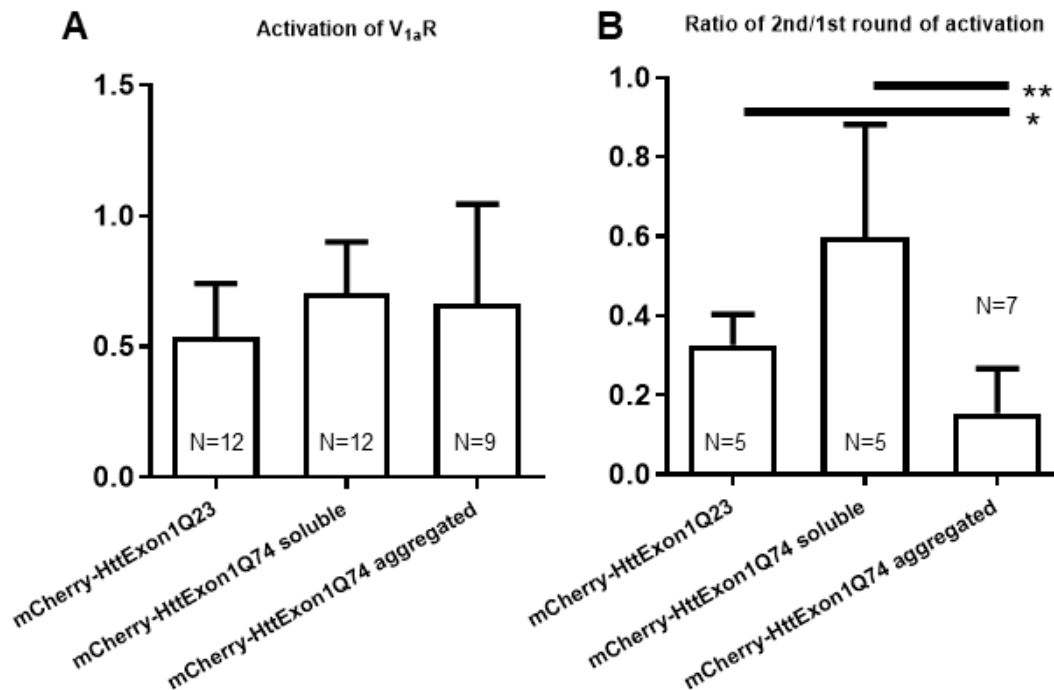 A
Activation of V1aR
1.5
1.0
0.5
0.0
N=12
N=12
N=9
mCherry-HttExon1Q23
mCherry-HttExon1Q74 soluble
mCherry-HttExon1Q74 aggregated
B
Ratio of 2nd/1st round of activation
1.0
0.8
0.6
0.4
0.2
0.0
**
*
N=5
N=5
N=7
mCherry-HttExon1Q23
mCherry-HttExon1Q74 soluble
mCherry-HttExon1Q74 aggregated